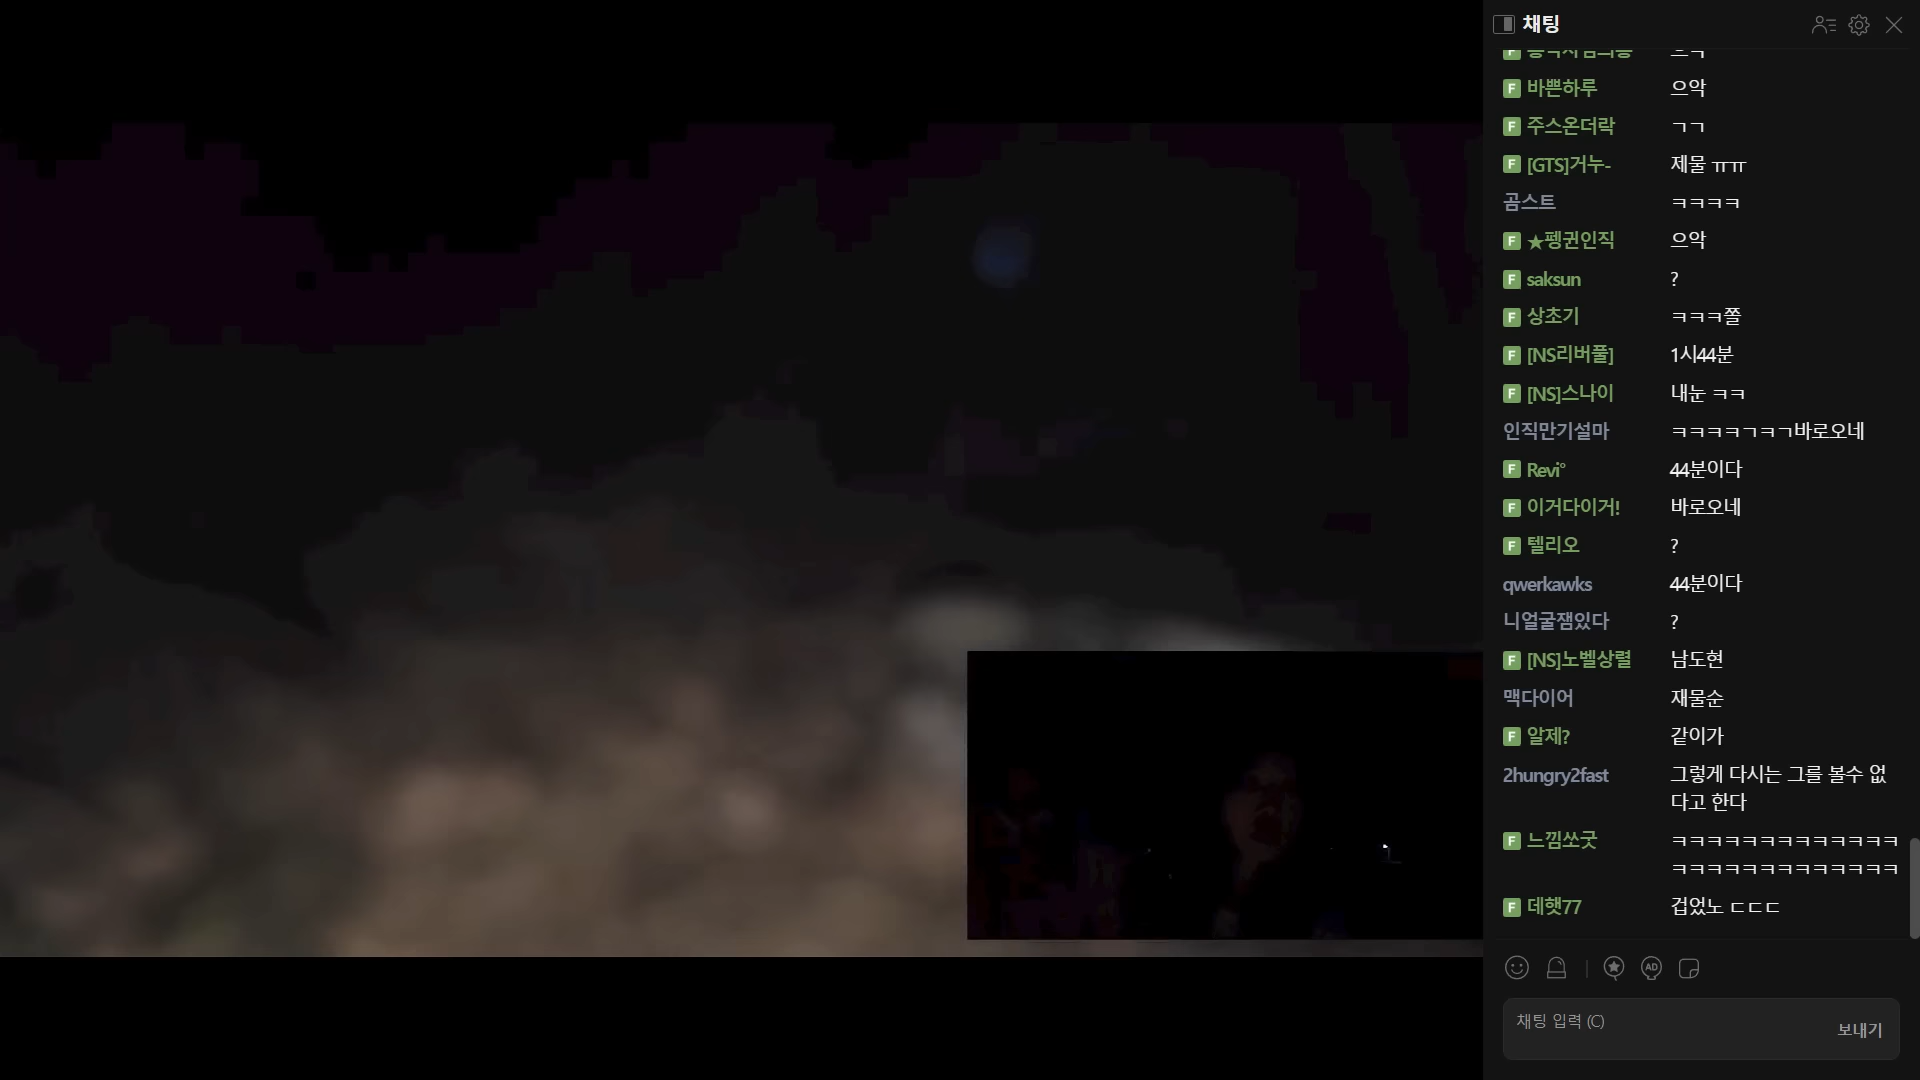 채팅
F 바쁜하루 으악
F 주스온더락 ㄱㄱ
F [GTS]거누- 제물 ㅠㅠ
곰스트 ㅋㅋㅋㅋ
F ★펭귄인직 으악
F saksun ?
F 상초기 ㅋㅋㅋ쫄
F [NS리버풀] 1시44분
F [NS]스나이 내눈 ㅋㅋ
인직만기설마 ㅋㅋㅋㅋㄱㅋㄱ바로오네
F Revi° 44분이다
F 이거다이거! 바로오네
F 텔리오 ?
qwerkawks 44분이다
니얼굴잼있다 ?
F [NS]노벨상렬 남도현
맥다이어 재물순
F 알제? 같이가
2hungry2fast 그렇게 다시는 그를 볼수 없
다고 한다
F 느낌쏘굿 ㅋㅋㅋㅋㅋㅋㅋㅋㅋㅋㅋㅋㅋ
ㅋㅋㅋㅋㅋㅋㅋㅋㅋㅋㅋㅋㅋ
F 데햇77 겁었노 ㄷㄷㄷ
AD
채팅 입력 (C)
보내기